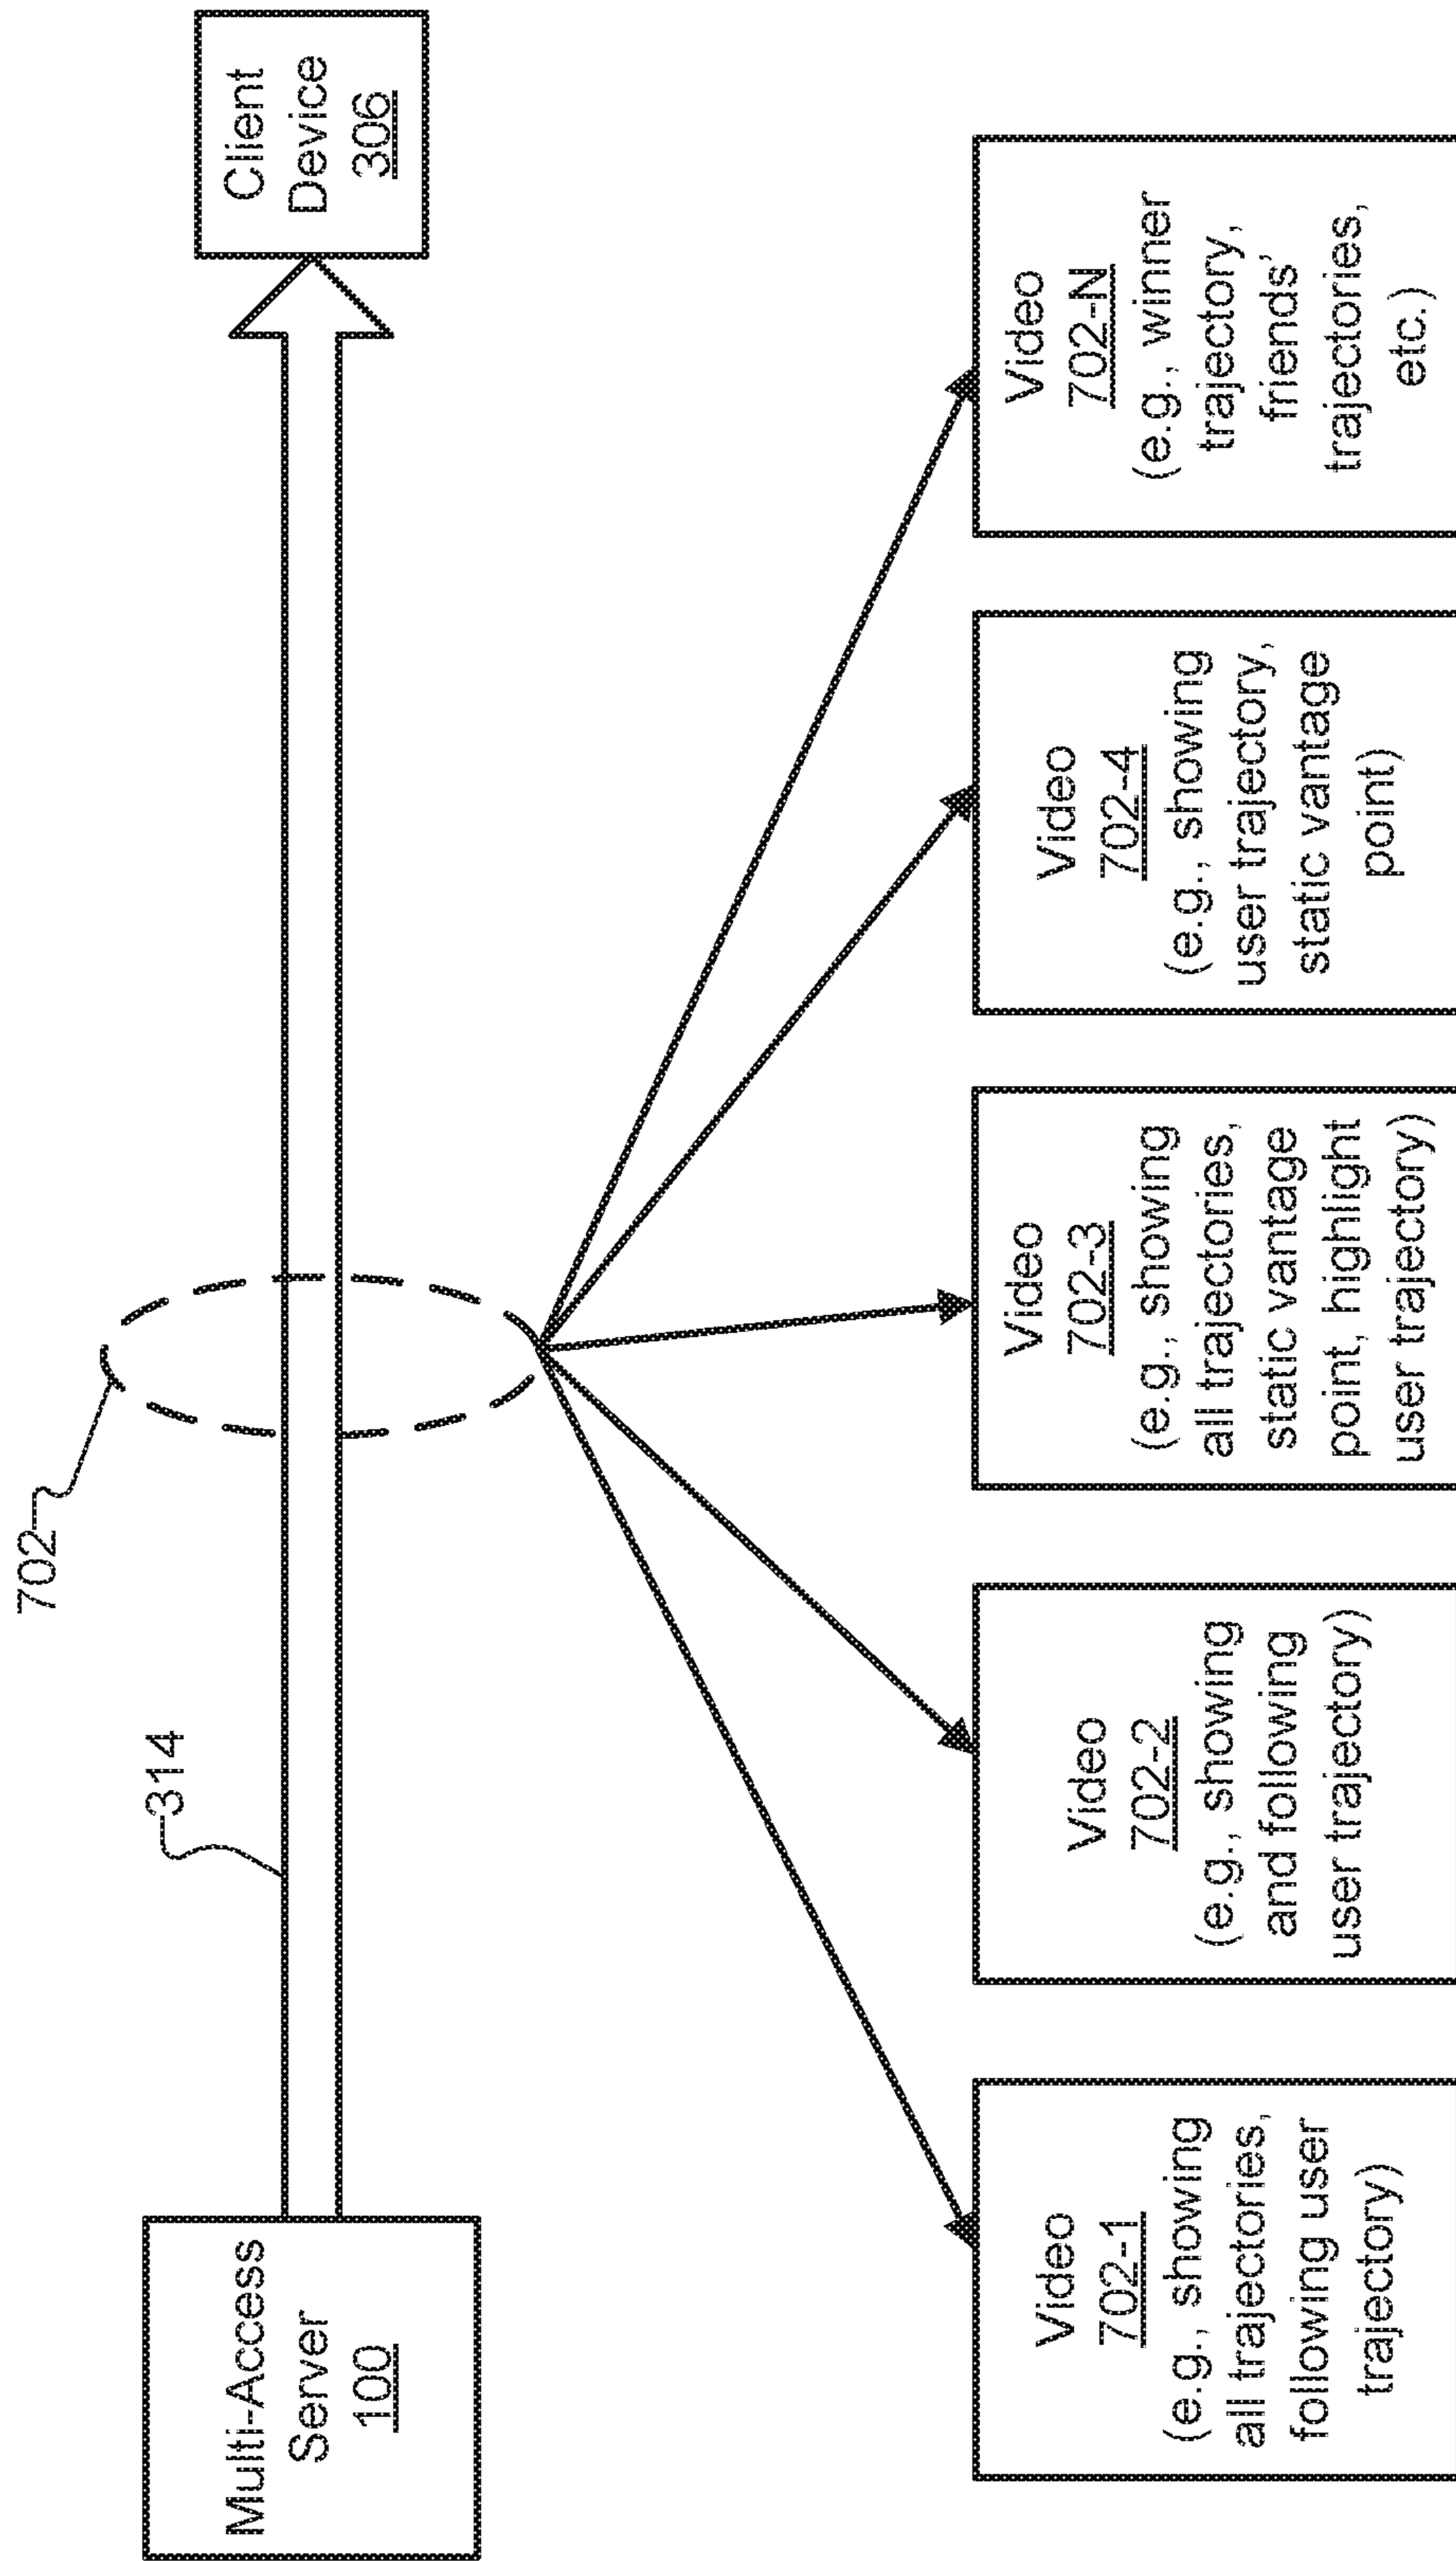 702
314
Multi-Access
Server
100
Client
Device
306
Video
702-1
(e.g., showing
all trajectories,
following user
trajectory)
Video
702-2
(e.g., showing
and following
user trajectory)
Video
702-3
(e.g., showing
all trajectories,
static vantage
point, highlight
user trajectory)
Video
702-4
(e.g., showing
user trajectory,
static vantage
point)
Video
702-N
(e.g., winner
trajectory,
friends’
trajectories,
etc.)